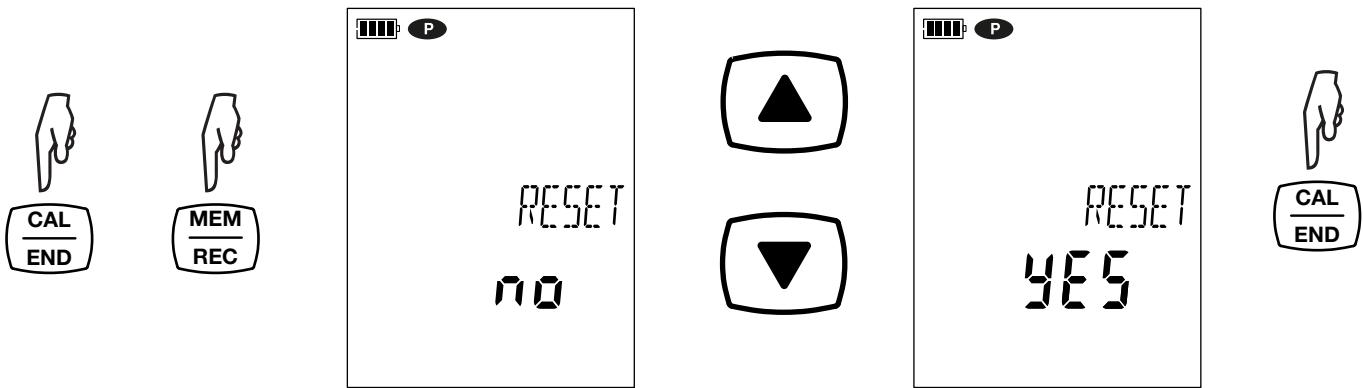 CAL
END
MEM
REC
P
RESET
no
P
RESET
YES
CAL
END